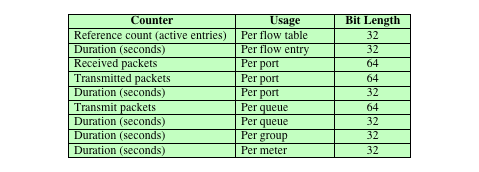 Counter Usage Bit Length
Reference count (active entries) Per flow table 32
Duration (seconds) Per flow entry 32
Received packets Per port 64
Transmitted packets Per port 64
Duration (seconds) Per port 32
Transmit packets Per queue 64
Duration (seconds) Per queue 32
Duration (seconds) Per group 32
Duration (seconds) Per meter 32